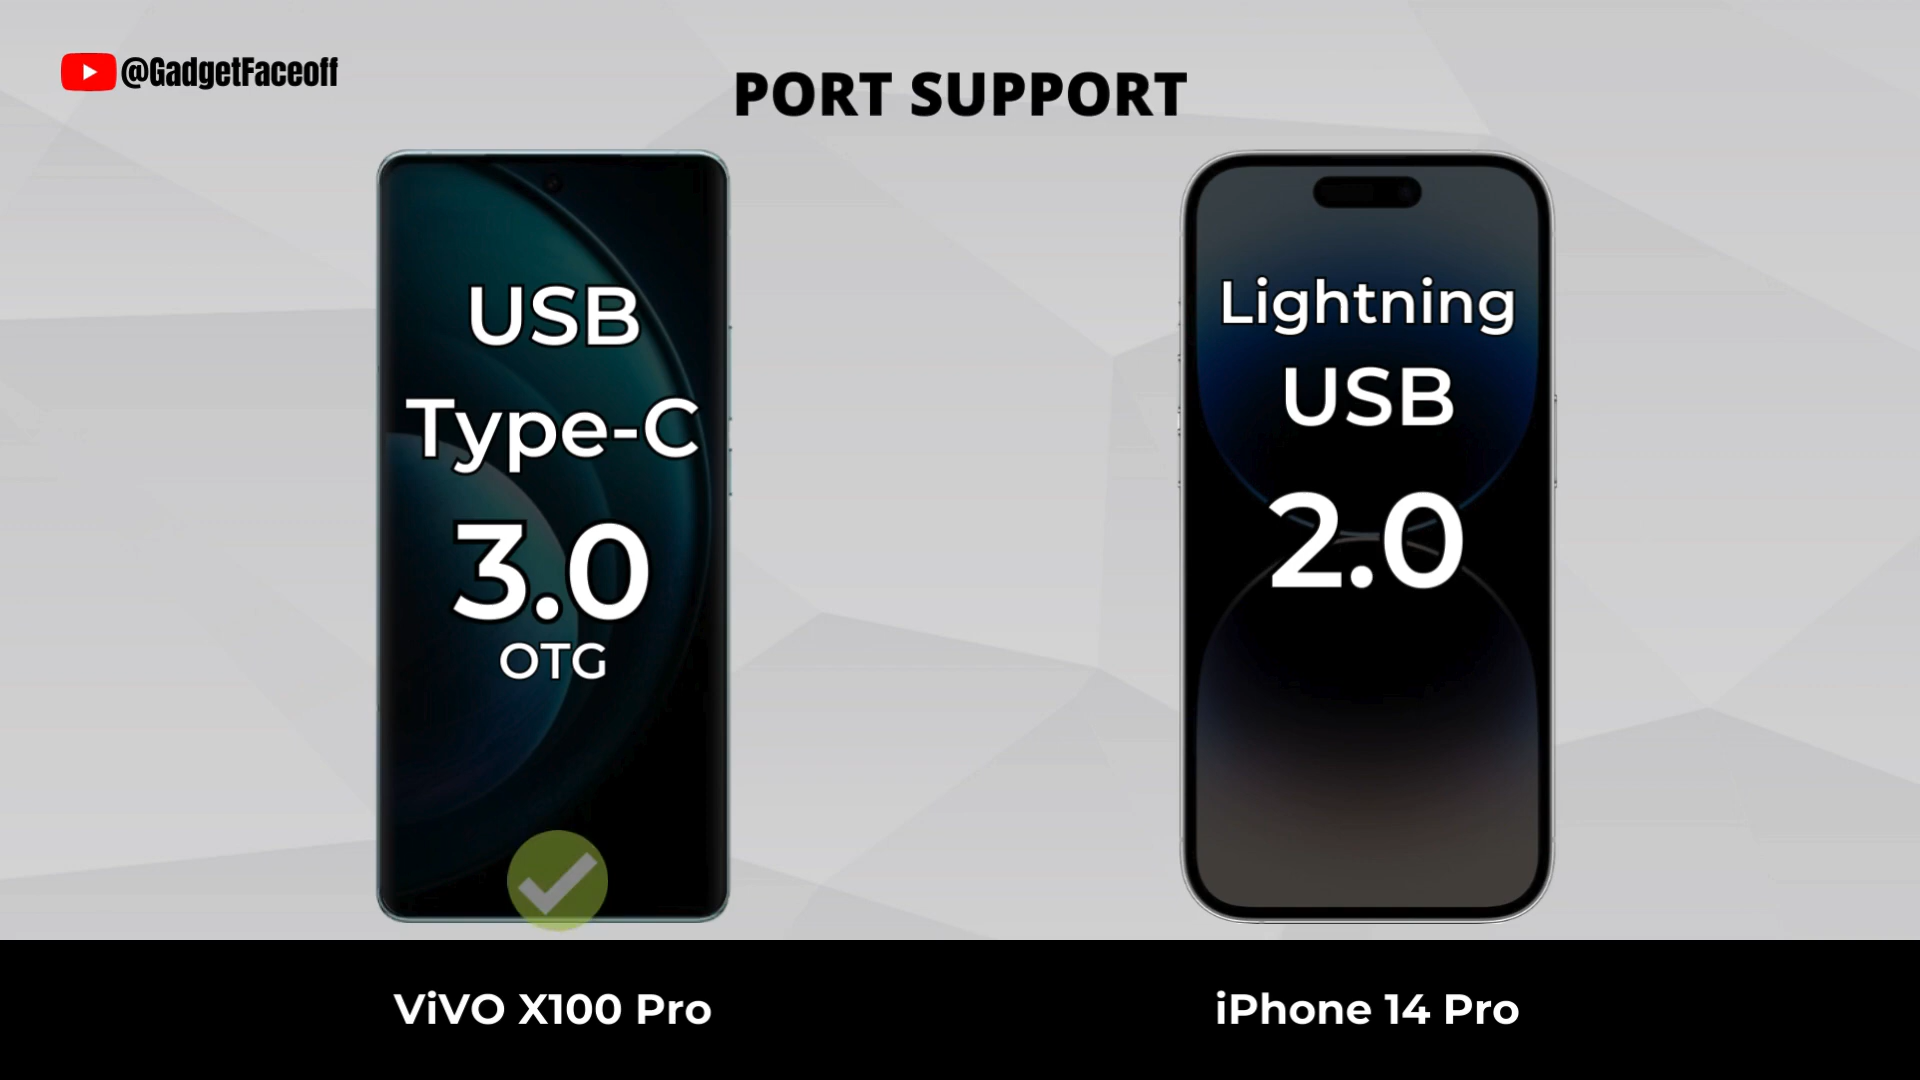 @GadgetFaceoff
PORT SUPPORT
USB
Type-C
3.0
OTG
Lightning
USB
2.0
ViVO X100 Pro
iPhone 14 Pro